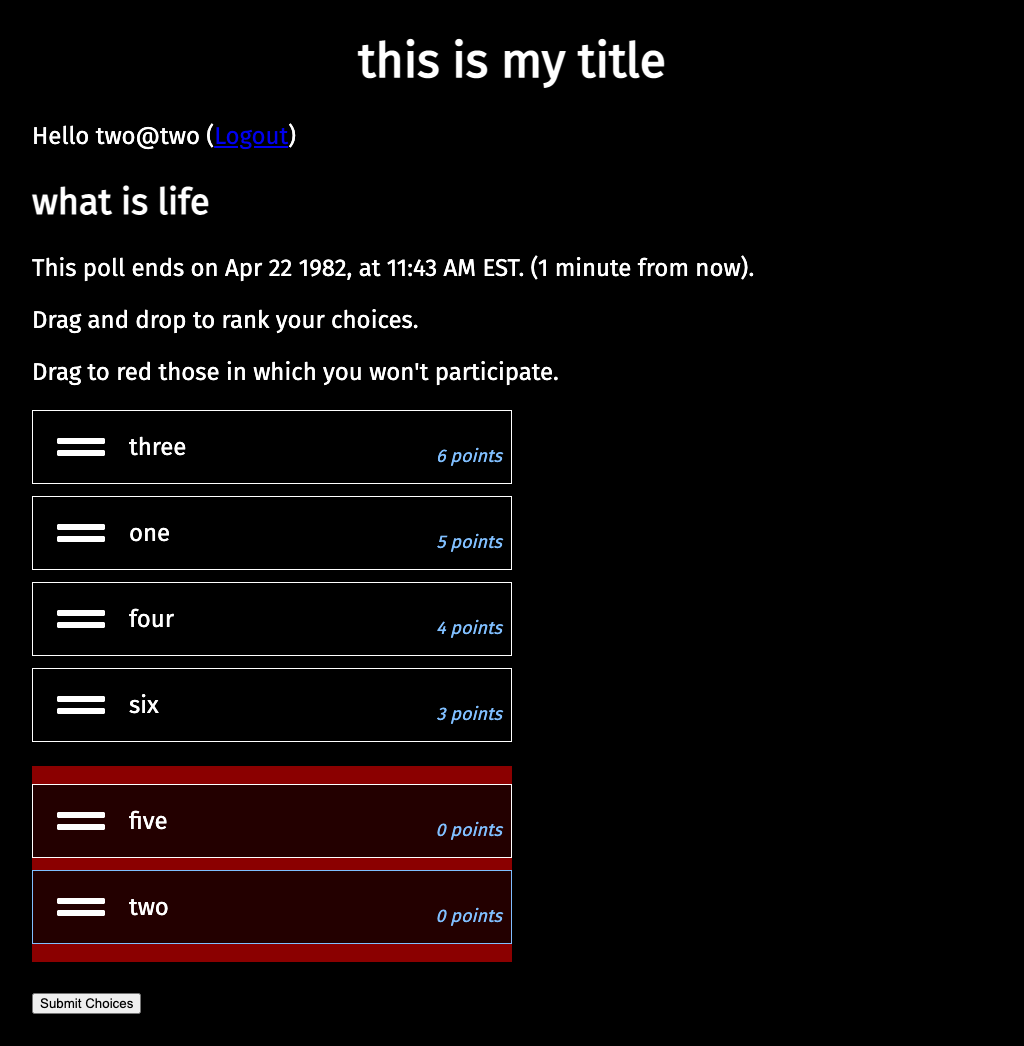 this is my title
Hello two@two (Logout)
what is life
This poll ends on Apr 22 1982, at 11:43 AM EST. (1 minute from now).
Drag and drop to rank your choices.
Drag to red those in which you won't participate.
three 6 points
one 5 points
four 4 points
six 3 points
five 0 points
two 0 points
Submit Choices